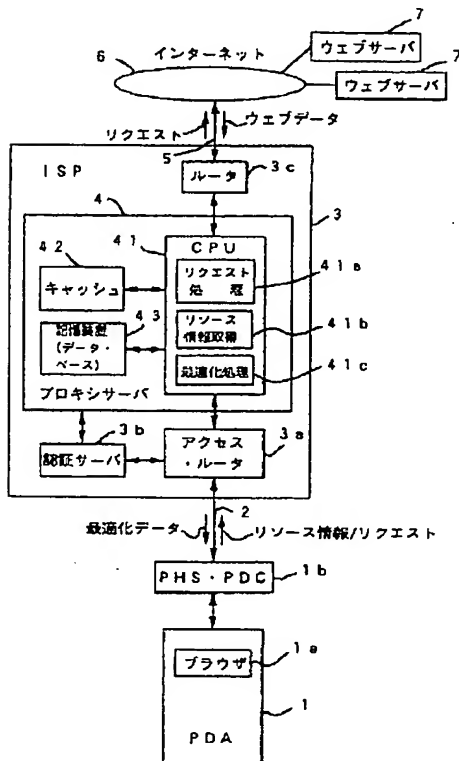 インターネット
7
ウェブサーバ
6
7
ウェブサーバ
リクエスト
ウェブデータ
5
ISP
ルータ
3c
4
3
41
CPU
42
キャッシュ
リクエスト
処 理
41a
43
記憶装置
(データ・
ベース)
リソース
情報取得
41b
最適化処理
41c
プロキシサーバ
3b
認証サーバ
アクセス
・ルータ
3a
2
最適化データ
リソース情報/リクエスト
PHS・PDC
1b
ブラウザ
1a
PDA
1